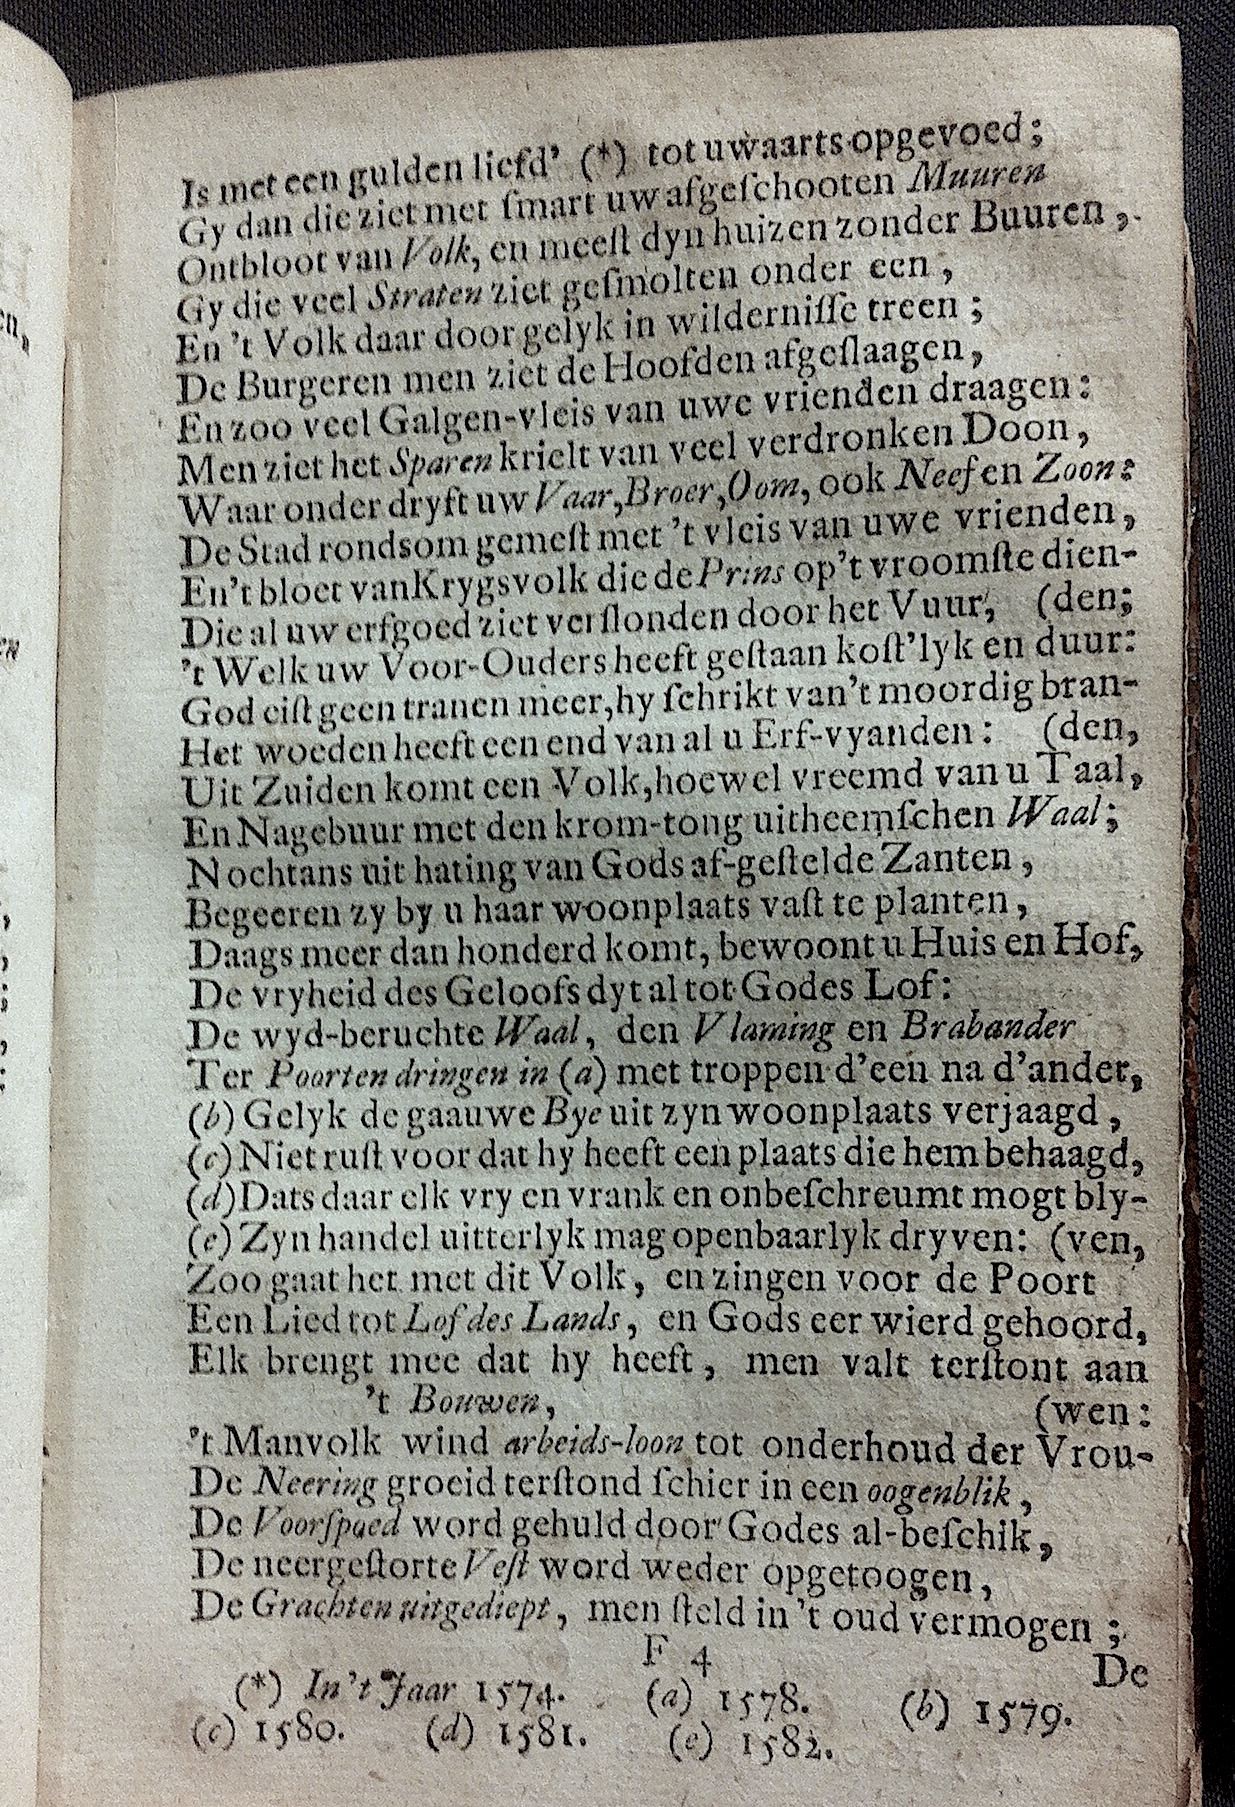 Is met een gulden liefd' (*) tot uwaarts opgevoed;
Gy dan die ziet met ſmart uw afgeſchooten Muuren
Ontbloot van Volk, en meeſt dyn huizen zonder Buuren,
Gy die veel Straten ziet geſmolten onder een,
En 't Volk daar door gelyk in wilderniſſe treen;
De Burgeren men ziet de Hoofden afgeſlaagen,
En zoo veel Galgen-vleis van uwe vrienden draagen:
Men ziet het Sparen krielt van veel verdronken Doon,
Waar onder dryft uw Vaar, Broer, Oom, ook Neef en Zoon:
De Stad rondsom gemeſt met 't vleis van uwe vrienden,
En 't bloet van Krygsvolk die de Prins op 't vroomſte dien-
Die al uw erfgoed ziet verſlonden door het Vuur, (den;
't Welk uw Voor-Ouders heeft geſtaan koſt'lyk en duur:
God eiſt geen tranen meer, hy ſchrikt van 't moordig bran-
Het woeden heeft een end van al u Erf-vyanden: (den,
Uit Zuiden komt een Volk, hoewel vreemd van u Taal,
En Nagebuur met den krom-tong uitheemſchen Waal;
Nochtans uit hating van Gods af-geſtelde Zanten,
Begeeren zy by u haar woonplaats vaſt te planten,
Daags meer dan honderd komt, bewoont u Huis en Hof,
De vryheid des Geloofs dyt al tot Godes Lof:
De wyd-beruchte Waal, den Vlaming en Brabander
Ter Poorten dringen in (a) met troppen d'een na d'ander,
(b) Gelyk de gaauwe Bye uit zyn woonplaats verjaagd,
(c) Niet ruſt voor dat hy heeft een plaats die hem behaagd,
(d) Dats daar elk vry en vrank en onbeſchreumt mogt bly-
(e) Zyn handel uitterlyk mag openbaarlyk dryven: (ven,
Zoo gaat het met dit Volk, en zingen voor de Poort
Een Lied tot Lof des Lands, en Gods eer wierd gehoord,
Elk brengt mee dat hy heeft, men valt terſtont aan
't Bouwen, (wen:
't Manvolk wind arbeids-loon tot onderhoud der Vrou-
De Neering groeid terſtond ſchier in een oogenblik,
De Voorſpoed word gehuld door Godes al-beſchik,
De neergeſtorte Veſt word weder opgetoogen,
De Grachten uitgediept, men ſteld in 't oud vermogen;
F 4
De
(*) In 't Jaar 1574. (a) 1578. (b) 1579.
(c) 1580. (d) 1581. (e) 1582.